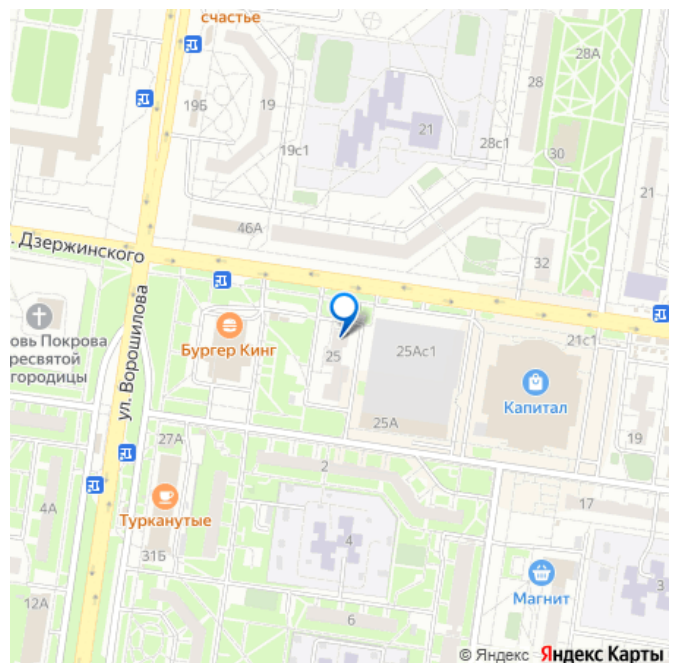 счастье
28А
28
19Б
19
21
19с1
28с1
30
21
46А
. Дзержинского
32
ул. Ворошилова
овь Покрова
ресвятой
городицы
Бургер Кинг
25
25Ас1
21с1
Капитал
25А
27А
19
2
17
4А
Турканутые
4
31Б
3
Магнит
12А
6
© Яндекс Яндекс Карты